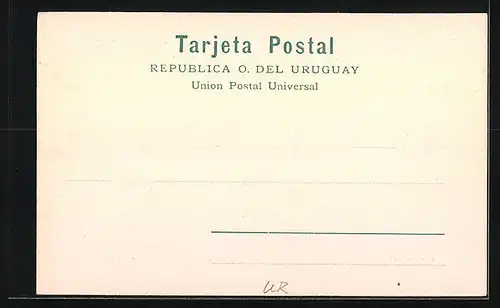 Tarjeta Postal
REPUBLICA O. DEL URUGUAY
Union Postal Universal
UR